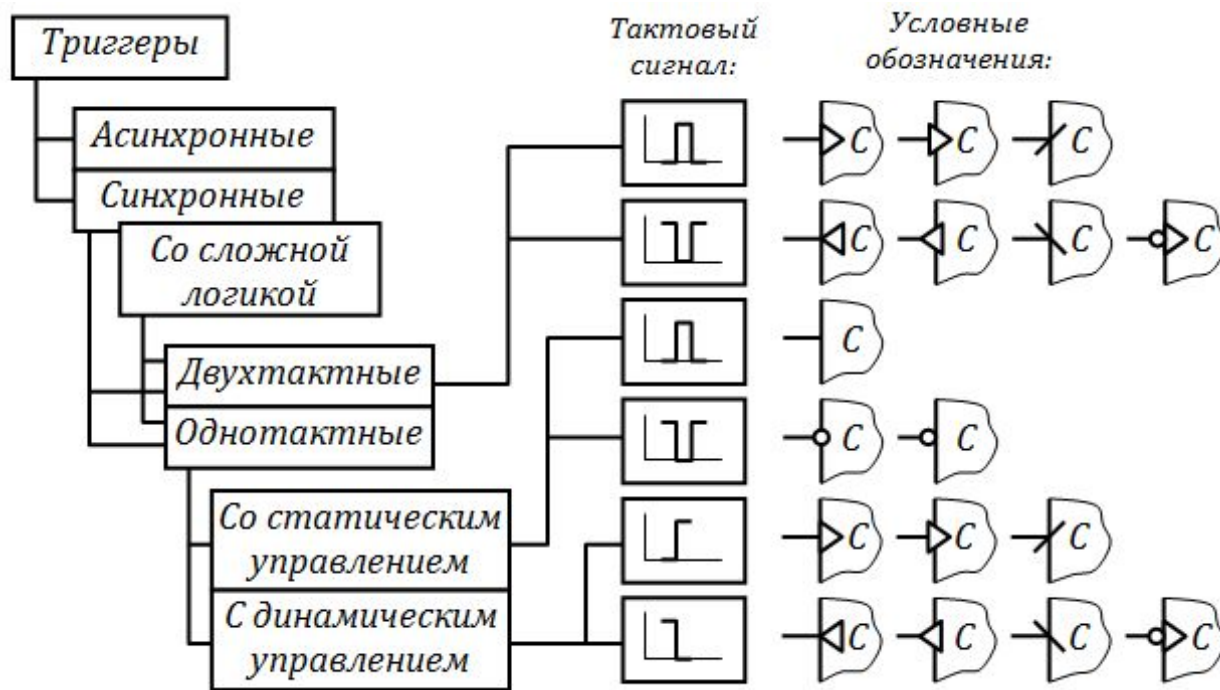 Триггеры
Тактовый
сигнал:
Условные
обозначения:
Асинхронные
Синхронные
Со сложной
логикой
Двухтактные
Однотактные
Со статическим
управлением
С динамическим
управлением
C C C
C C C C
C
C C
C C C
C C C C